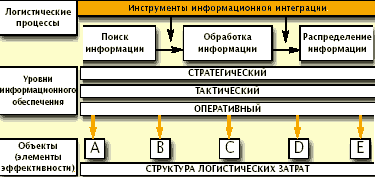 Логистические
процессы
Инструменты информационной интеграции
Поиск
информации
Обработка
информации
Распределение
информации
Уровни
информационного
обеспечения
СТРАТЕГИЧЕСКИЙ
ТАКТИЧЕСКИЙ
ОПЕРАТИВНЫЙ
Объекты
(элементы
эффективности)
A
B
C
D
E
СТРУКТУРА ЛОГИСТИЧЕСКИХ ЗАТРАТ